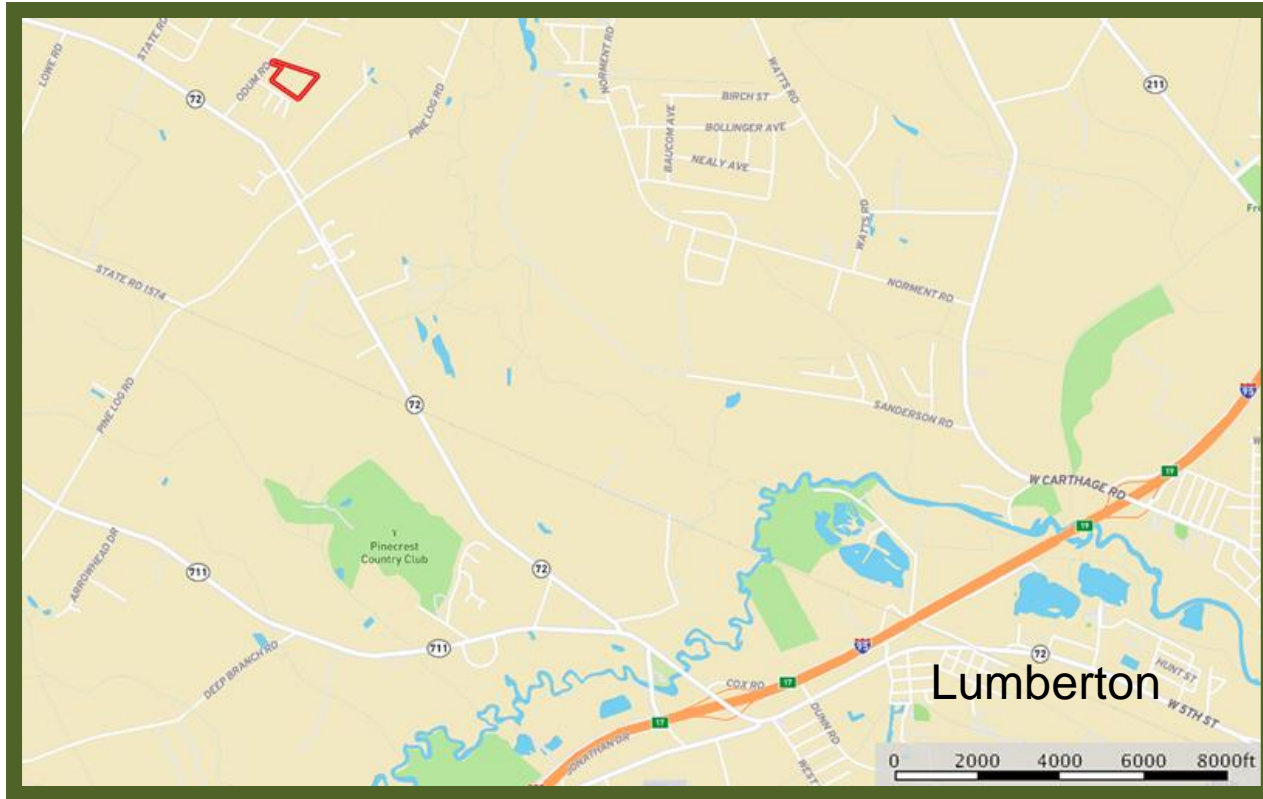 LOWE RD
STATE RD
ODUM RD
72
PINE LOG RD
NORMENT RD
WATTS RD
211
BIRCH ST
BAUCOM AVE
BOLLINGER AVE
NEALY AVE
WATTS RD
STATE RD 1574
NORMENT RD
PINE LOG RD
72
SANDERSON RD
95
W CARTHAGE RD
19
19
Pinecrest
Country Club
ARROWHEAD DR
711
72
DEEP BRANCH RD
711
95
72
HUNT ST
COX RD
17
Lumberton
W 5TH ST
17
DUNN RD
JONATHAN DR
WEST
0 2000 4000 6000 8000ft